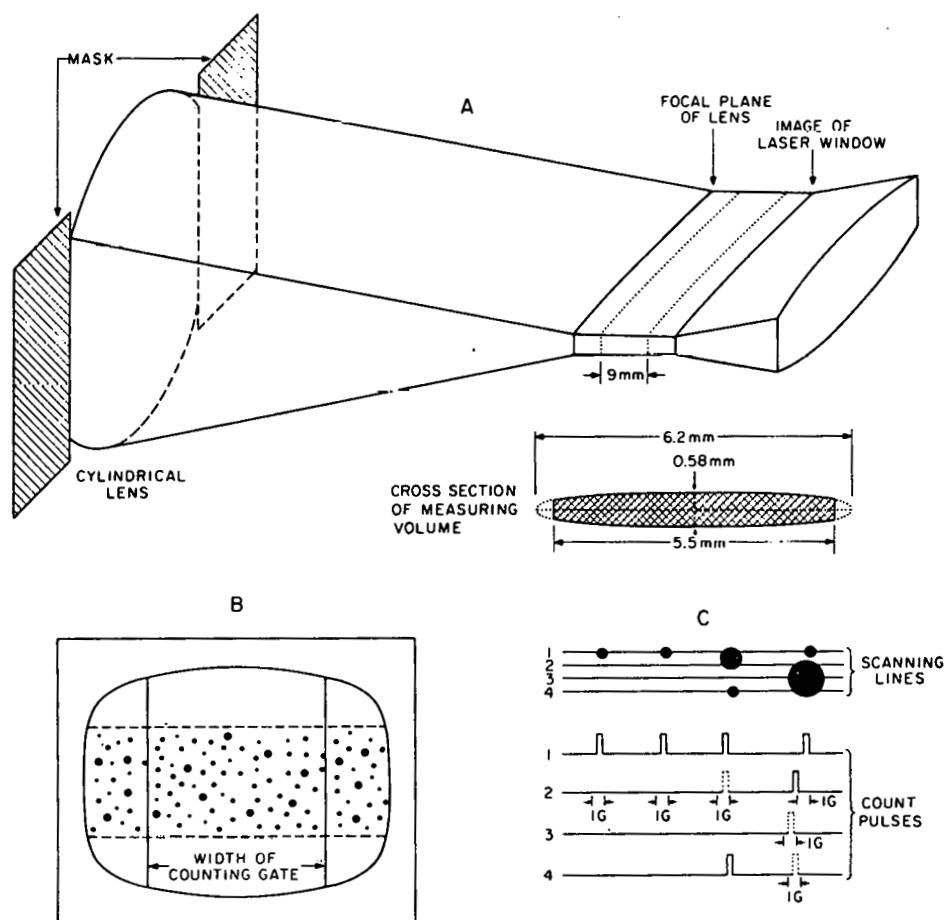 MASK
A
FOCAL PLANE
OF LENS
IMAGE OF
LASER WINDOW
9mm
CYLINDRICAL
LENS
6.2mm
0.58mm
CROSS SECTION
OF MEASURING
VOLUME
5.5mm
B
WIDTH OF
COUNTING GATE
C
1
2
3
4
SCANNING
LINES
1
2
IG
IG
IG
IG
3
IG
4
IG
COUNT
PULSES